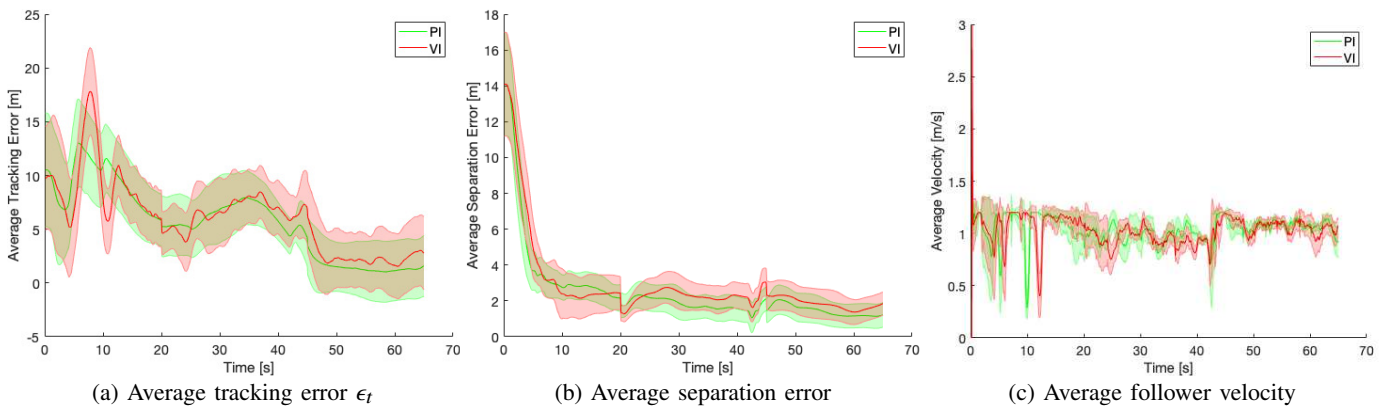 25
20
15
10
5
0
-5
Average Tracking Error [m]
PI
VI
0 10 20 30 40 50 60 70
Time [s]
(a) Average tracking error ϵt
18
16
14
12
10
8
6
4
2
0
Average Separation Error [m]
PI
VI
0 10 20 30 40 50 60 70
Time [s]
(b) Average separation error
3
2.5
2
1.5
1
0.5
0
Average Velocity [m/s]
PI
VI
0 10 20 30 40 50 60 70
Time [s]
(c) Average follower velocity